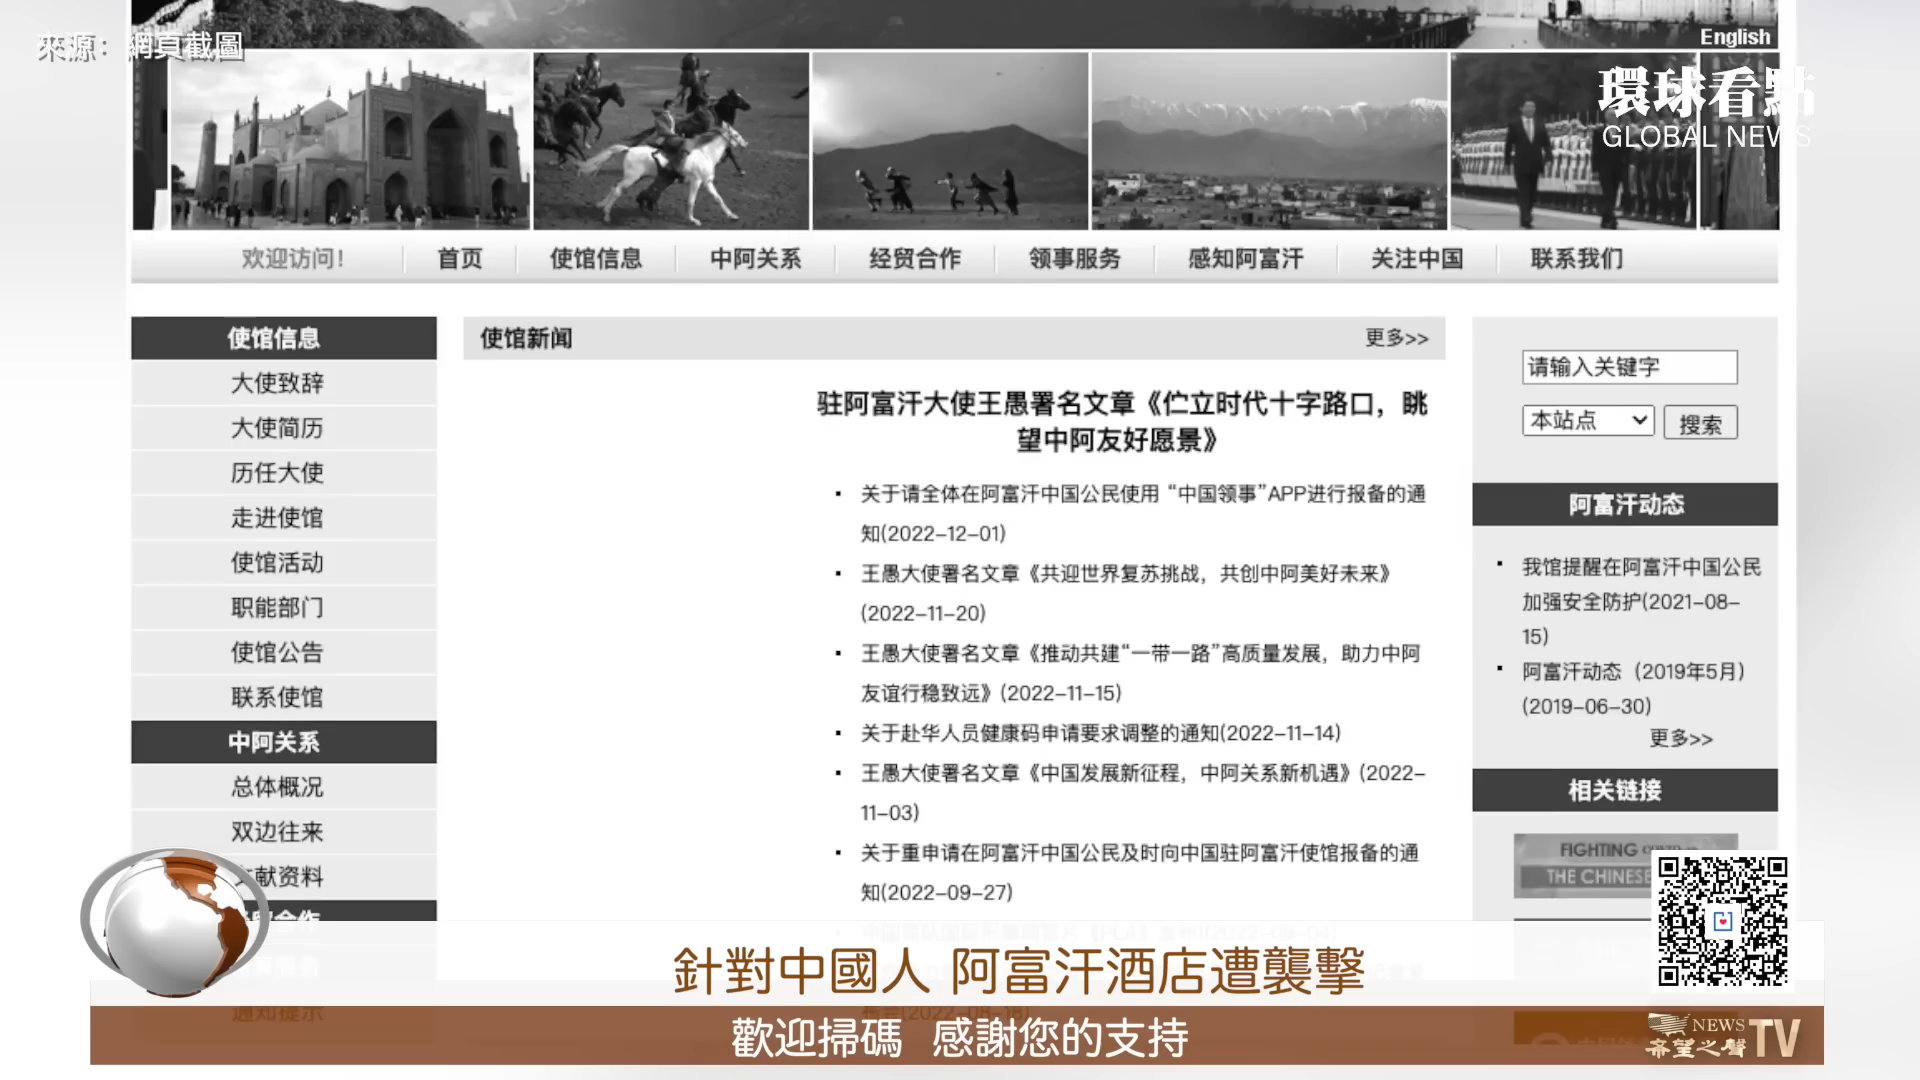 來源：網頁截圖
English
環球看點
GLOBAL NEWS
欢迎访问！
首页
使馆信息
中阿关系
经贸合作
领事服务
感知阿富汗
关注中国
联系我们
使馆信息
大使致辞
大使简历
历任大使
走进使馆
使馆活动
职能部门
使馆公告
联系使馆
中阿关系
总体概况
双边往来
文献资料
经贸合作
通知提示
使馆新闻
更多>>
驻阿富汗大使王愚署名文章《伫立时代十字路口，眺
望中阿友好愿景》
关于请全体在阿富汗中国公民使用 “中国领事”APP进行报备的通
知(2022-12-01)
王愚大使署名文章《共迎世界复苏挑战，共创中阿美好未来》
(2022-11-20)
王愚大使署名文章《推动共建“一带一路”高质量发展，助力中阿
友谊行稳致远》(2022-11-15)
关于赴华人员健康码申请要求调整的通知(2022-11-14)
王愚大使署名文章《中国发展新征程，中阿关系新机遇》(2022-
11-03)
关于重申请在阿富汗中国公民及时向中国驻阿富汗使馆报备的通
知(2022-09-27)
请输入关键字
本站点
搜索
阿富汗动态
我馆提醒在阿富汗中国公民
加强安全防护(2021-08-
15)
阿富汗动态（2019年5月）
(2019-06-30)
更多>>
相关链接
FIGHTING
THE CHINESE
針對中國人 阿富汗酒店遭襲擊
歡迎掃碼 感謝您的支持
NEWS
希望之聲
TV